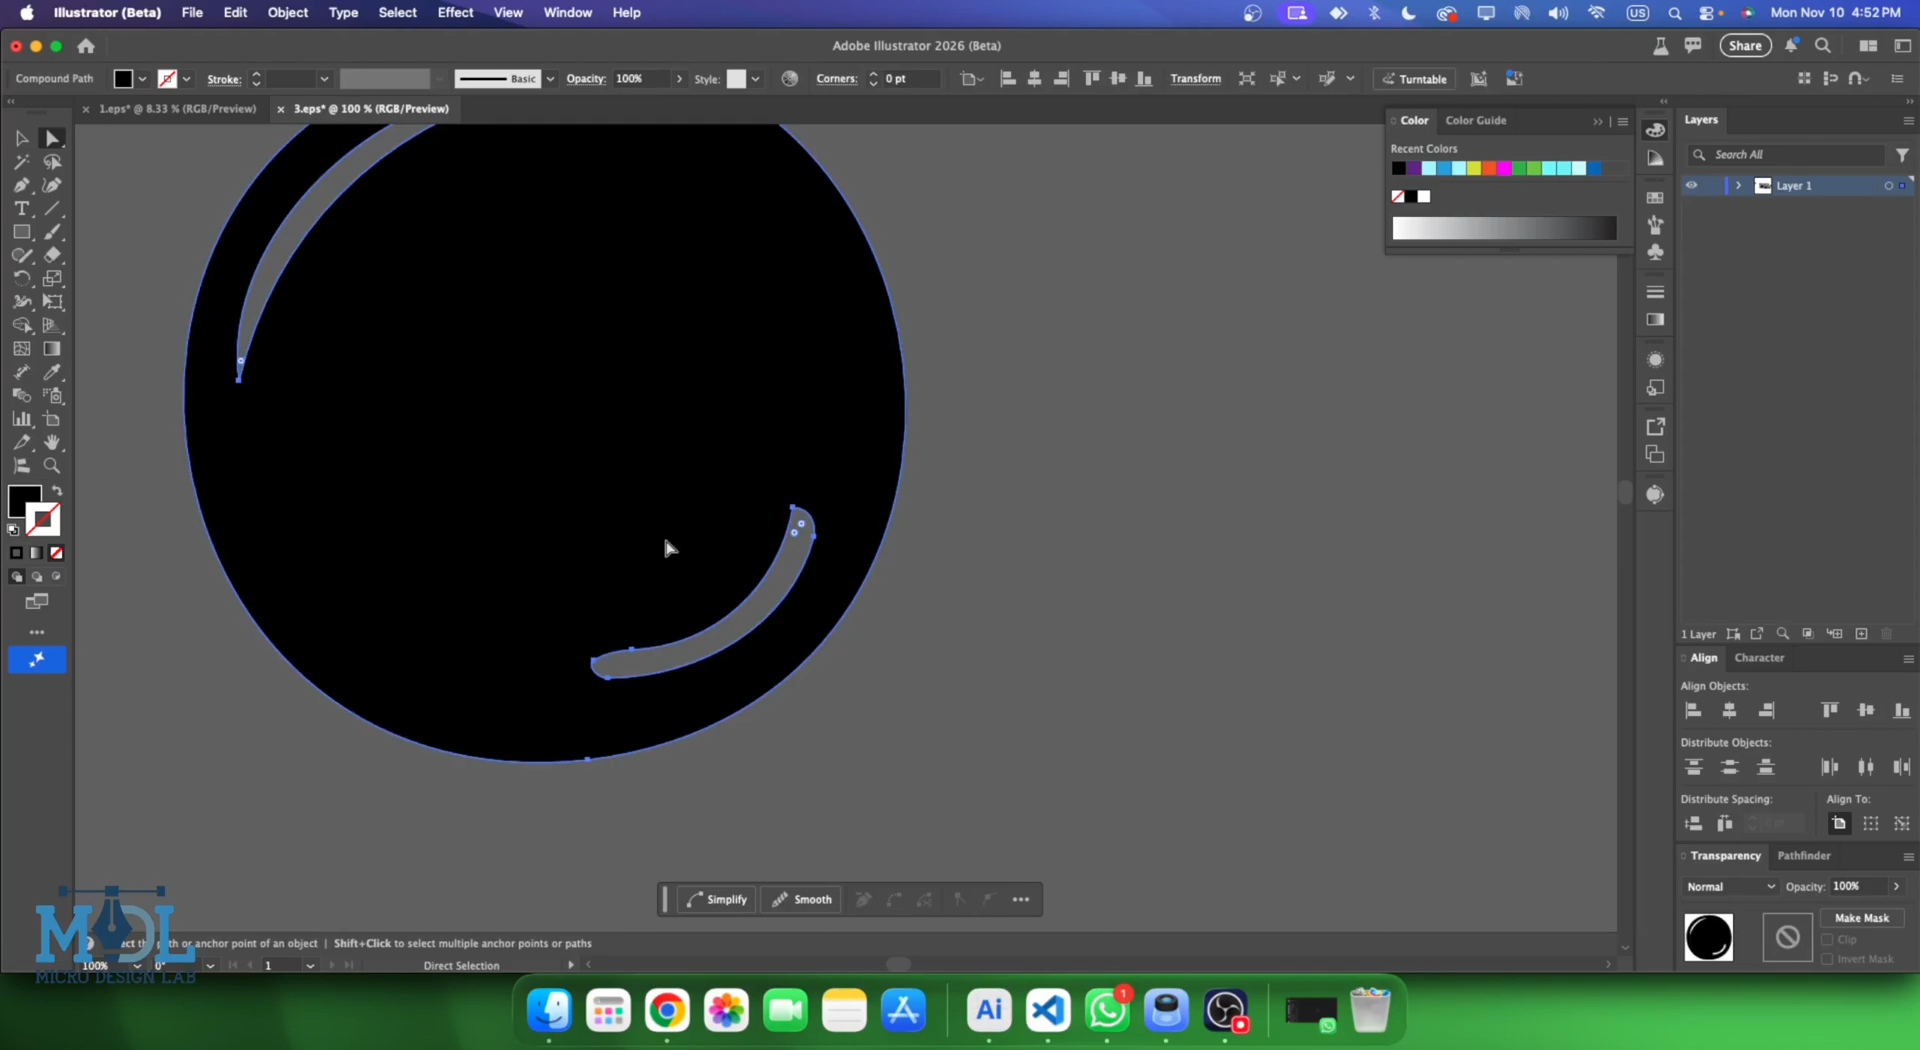 Illustrator (Beta) File Edit Object Type Select Effect View Window Help US Mon Nov 10 4:52 PM
Adobe Illustrator 2026 (Beta) Share
Compound Path Stroke: Basic Opacity: 100% Style: Corners: 0 pt Transform Turntable
1.eps* @ 8.33 % (RGB/Preview) 3.eps* @ 100 % (RGB/Preview)
Color Color Guide
Recent Colors
Layers
Search All
Layer 1
1 Layer
Align Character
Align Objects:
Distribute Objects:
Distribute Spacing: Align To:
Transparency Pathfinder
Normal Opacity: 100%
Make Mask
Clip
Invert Mask
Simplify Smooth
path or anchor point of an object Shift+Click to select multiple anchor points or paths
100% 0° 1 Direct Selection
MDL
MICRO DESIGN LAB
Ai
1